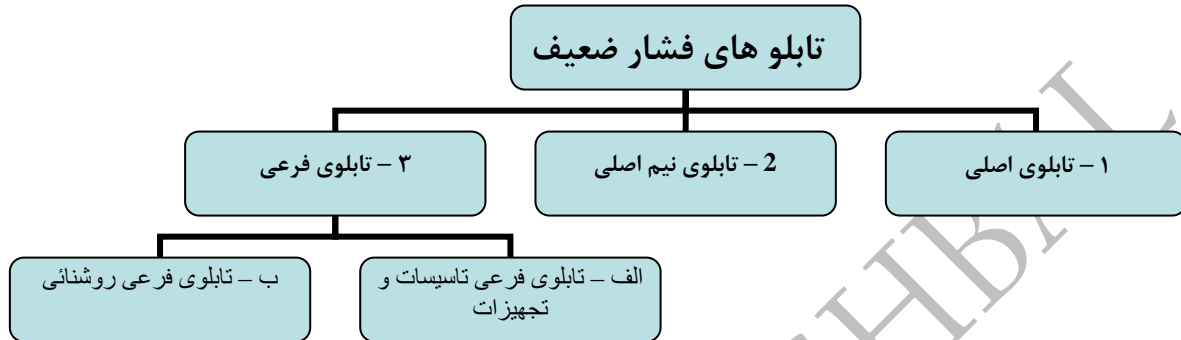 تابلو های فشار ضعیف
۱ – تابلوی اصلی
2 – تابلوی نیم اصلی
۳ – تابلوی فرعی
الف – تابلوی فرعی تاسیسات و
تجهیزات
ب – تابلوی فرعی روشنائی